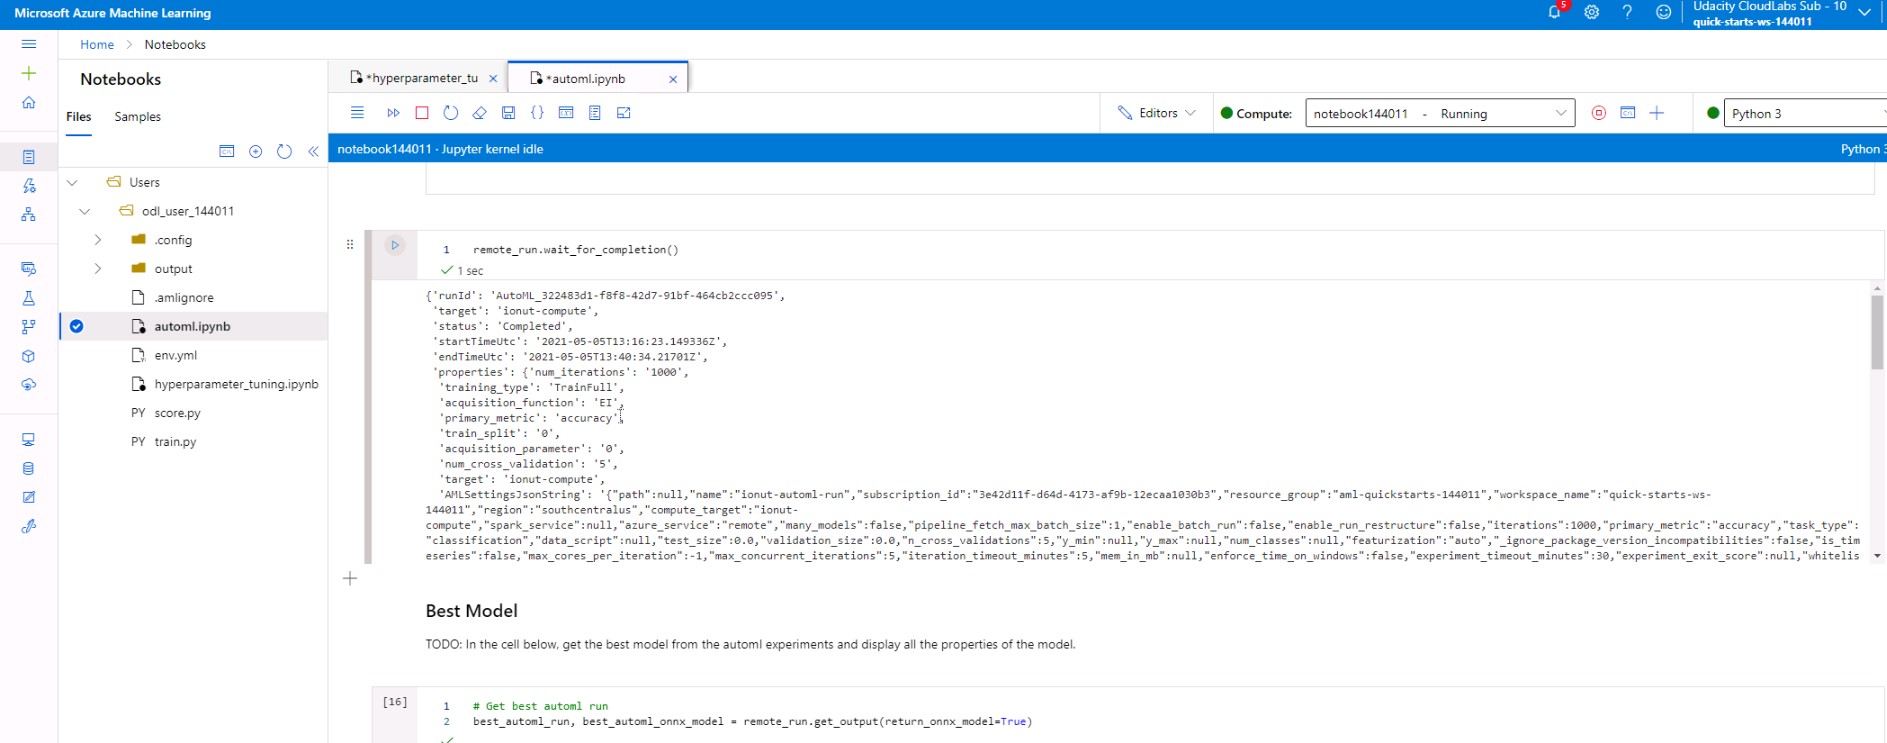 Microsoft Azure Machine Learning
5
Udacity CloudLabs Sub - 10
quick-starts-ws-144011
Home > Notebooks
Notebooks
Files
Samples
Users
odl_user_144011
.config
output
.amlignore
automl.ipynb
env.yml
hyperparameter_tuning.ipynb
PY score.py
PY train.py
*hyperparameter_tu
*automl.ipynb
Editors
Compute:
notebook144011 - Running
Python 3
notebook144011 · Jupyter kernel idle
Python 3
1 remote_run.wait_for_completion()
1 sec
{'runId': 'AutoML_322483d1-f8f8-42d7-91bf-464cb2ccc095',
'target': 'ionut-compute',
'status': 'Completed',
'startTimeUtc': '2021-05-05T13:16:23.149336Z',
'endTimeUtc': '2021-05-05T13:40:34.21701Z',
'properties': {'num_iterations': '1000',
'training_type': 'TrainFull',
'acquisition_function': 'EI',
'primary_metric': 'accuracy',
'train_split': '0',
'acquisition_parameter': '0',
'num_cross_validation': '5',
'target': 'ionut-compute',
'AMLSettingsJsonString': '{"path":null,"name":"ionut-automl-run","subscription_id":"3e42d11f-d64d-4173-af9b-12ecaa1030b3","resource_group":"aml-quickstarts-144011","workspace_name":"quick-starts-ws-
144011","region":"southcentralus","compute_target":"ionut-
compute","spark_service":null,"azure_service":"remote","many_models":false,"pipeline_fetch_max_batch_size":1,"enable_batch_run":false,"enable_run_restructure":false,"iterations":1000,"primary_metric":"accuracy","task_type":
"classification","data_script":null,"test_size":0.0,"validation_size":0.0,"n_cross_validations":5,"y_min":null,"y_max":null,"num_classes":null,"featurization":"auto","_ignore_package_version_incompatibilities":false,"is_tim
eseries":false,"max_cores_per_iteration":-1,"max_concurrent_iterations":5,"iteration_timeout_minutes":5,"mem_in_mb":null,"enforce_time_on_windows":false,"experiment_timeout_minutes":30,"experiment_exit_score":null,"whitelis
Best Model
TODO: In the cell below, get the best model from the automl experiments and display all the properties of the model.
[16]
1 # Get best automl run
2 best_automl_run, best_automl_onnx_model = remote_run.get_output(return_onnx_model=True)